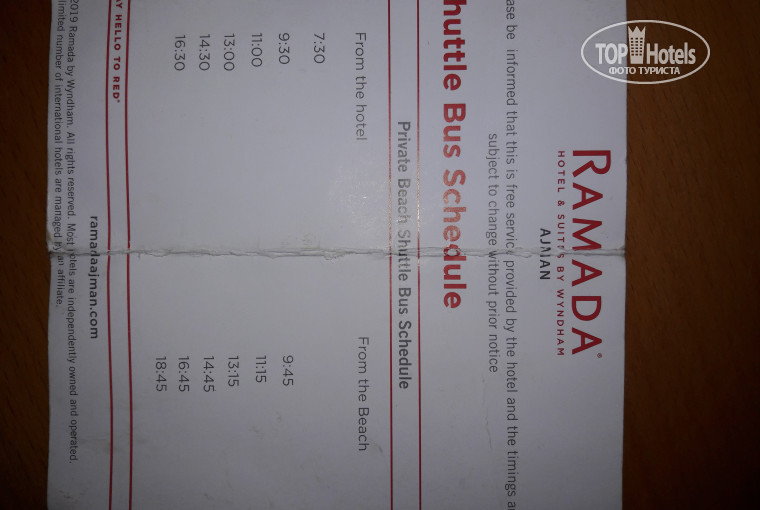 TOPHotels
ФОТО ТУРИСТА
RAMADA®
HOTEL & SUITES BY WYNDHAM
AJMAN
ase be informed that this is free service provided by the hotel and the timings a
subject to change without prior notice
huttle Bus Schedule
Private Beach Shuttle Bus Schedule
From the hotel From the Beach
7:30
9:30 9:45
11:00 11:15
13:00 13:15
14:30 14:45
16:30 16:45
18:45
AY HELLO TO RED®
ramadaajman.com
2019 Ramada by Wyndham. All rights reserved. Most hotels are independently owned and operated.
limited number of international hotels are managed by an affiliate.